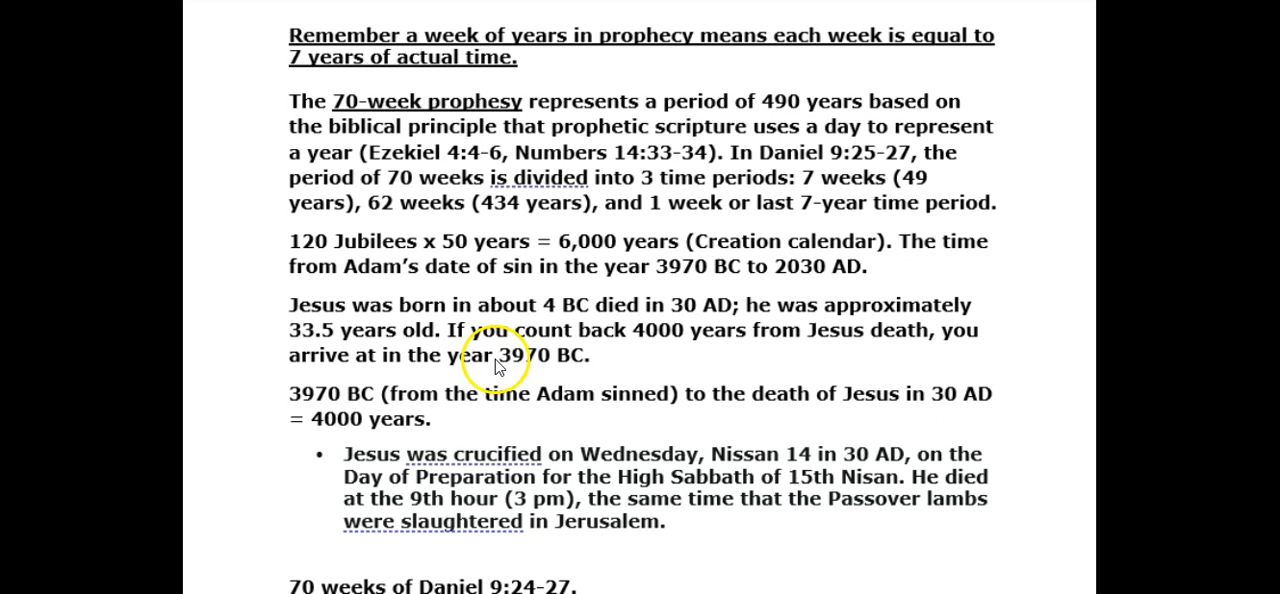 Remember a week of years in prophecy means each week is equal to
7 years of actual time.
The 70-week prophesy represents a period of 490 years based on
the biblical principle that prophetic scripture uses a day to represent
a year (Ezekiel 4:4-6, Numbers 14:33-34). In Daniel 9:25-27, the
period of 70 weeks is divided into 3 time periods: 7 weeks (49
years), 62 weeks (434 years), and 1 week or last 7-year time period.
120 Jubilees x 50 years = 6,000 years (Creation calendar). The time
from Adam’s date of sin in the year 3970 BC to 2030 AD.
Jesus was born in about 4 BC died in 30 AD; he was approximately
33.5 years old. If you count back 4000 years from Jesus death, you
arrive at in the year 3970 BC.
3970 BC (from the time Adam sinned) to the death of Jesus in 30 AD
= 4000 years.
• Jesus was crucified on Wednesday, Nissan 14 in 30 AD, on the
Day of Preparation for the High Sabbath of 15th Nisan. He died
at the 9th hour (3 pm), the same time that the Passover lambs
were slaughtered in Jerusalem.
70 weeks of Daniel 9:24-27.